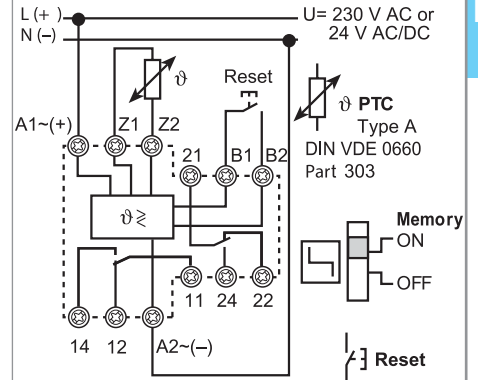 L (+)
U= 230 V AC or
N (−)
24 V AC/DC
ϑ
Reset
ϑ PTC
A1~(+)
Z1
Z2
Type A
21
B1
B2
DIN VDE 0660
Part 303
ϑ ≷
Memory
ON
OFF
11
24
22
14
12
A2~(−)
Reset